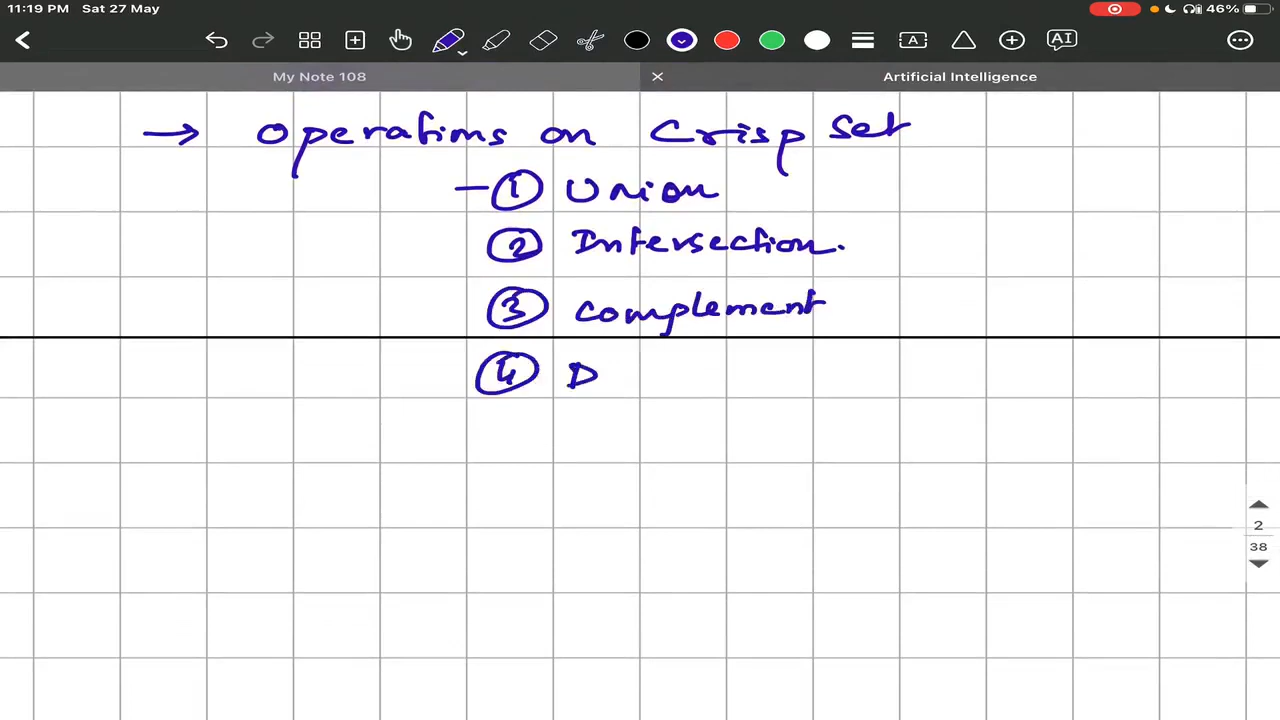 11:19 PM Sat 27 May
46%
A
AI
My Note 108
Artificial Intelligence
→ Operations on Crisp set
- ① Union
② Intersection.
③ Complement
④ D
2
38